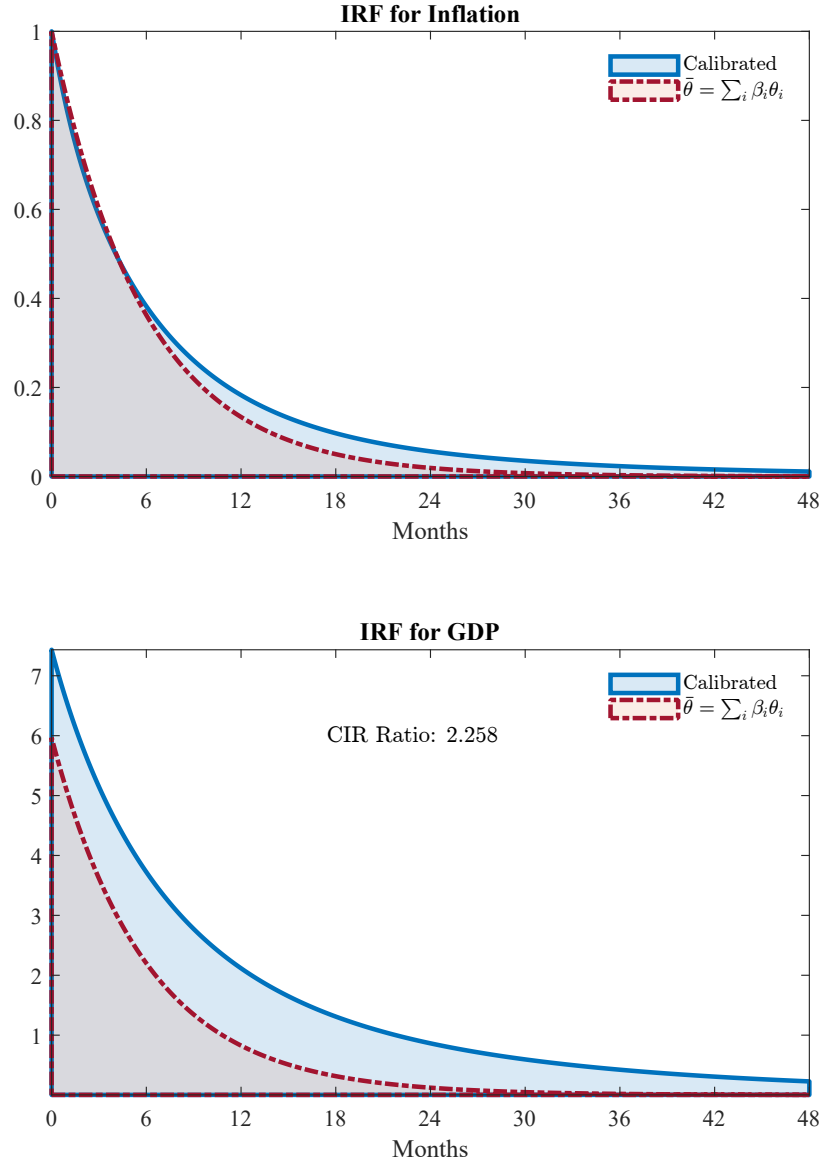 IRF for Inflation
1
0.8
0.6
0.4
0.2
0
Calibrated
θ̄ = ∑ᵢ βᵢθᵢ
0 6 12 18 24 30 36 42 48
Months
IRF for GDP
7
6
5
4
3
2
1
Calibrated
θ̄ = ∑ᵢ βᵢθᵢ
CIR Ratio: 2.258
0 6 12 18 24 30 36 42 48
Months